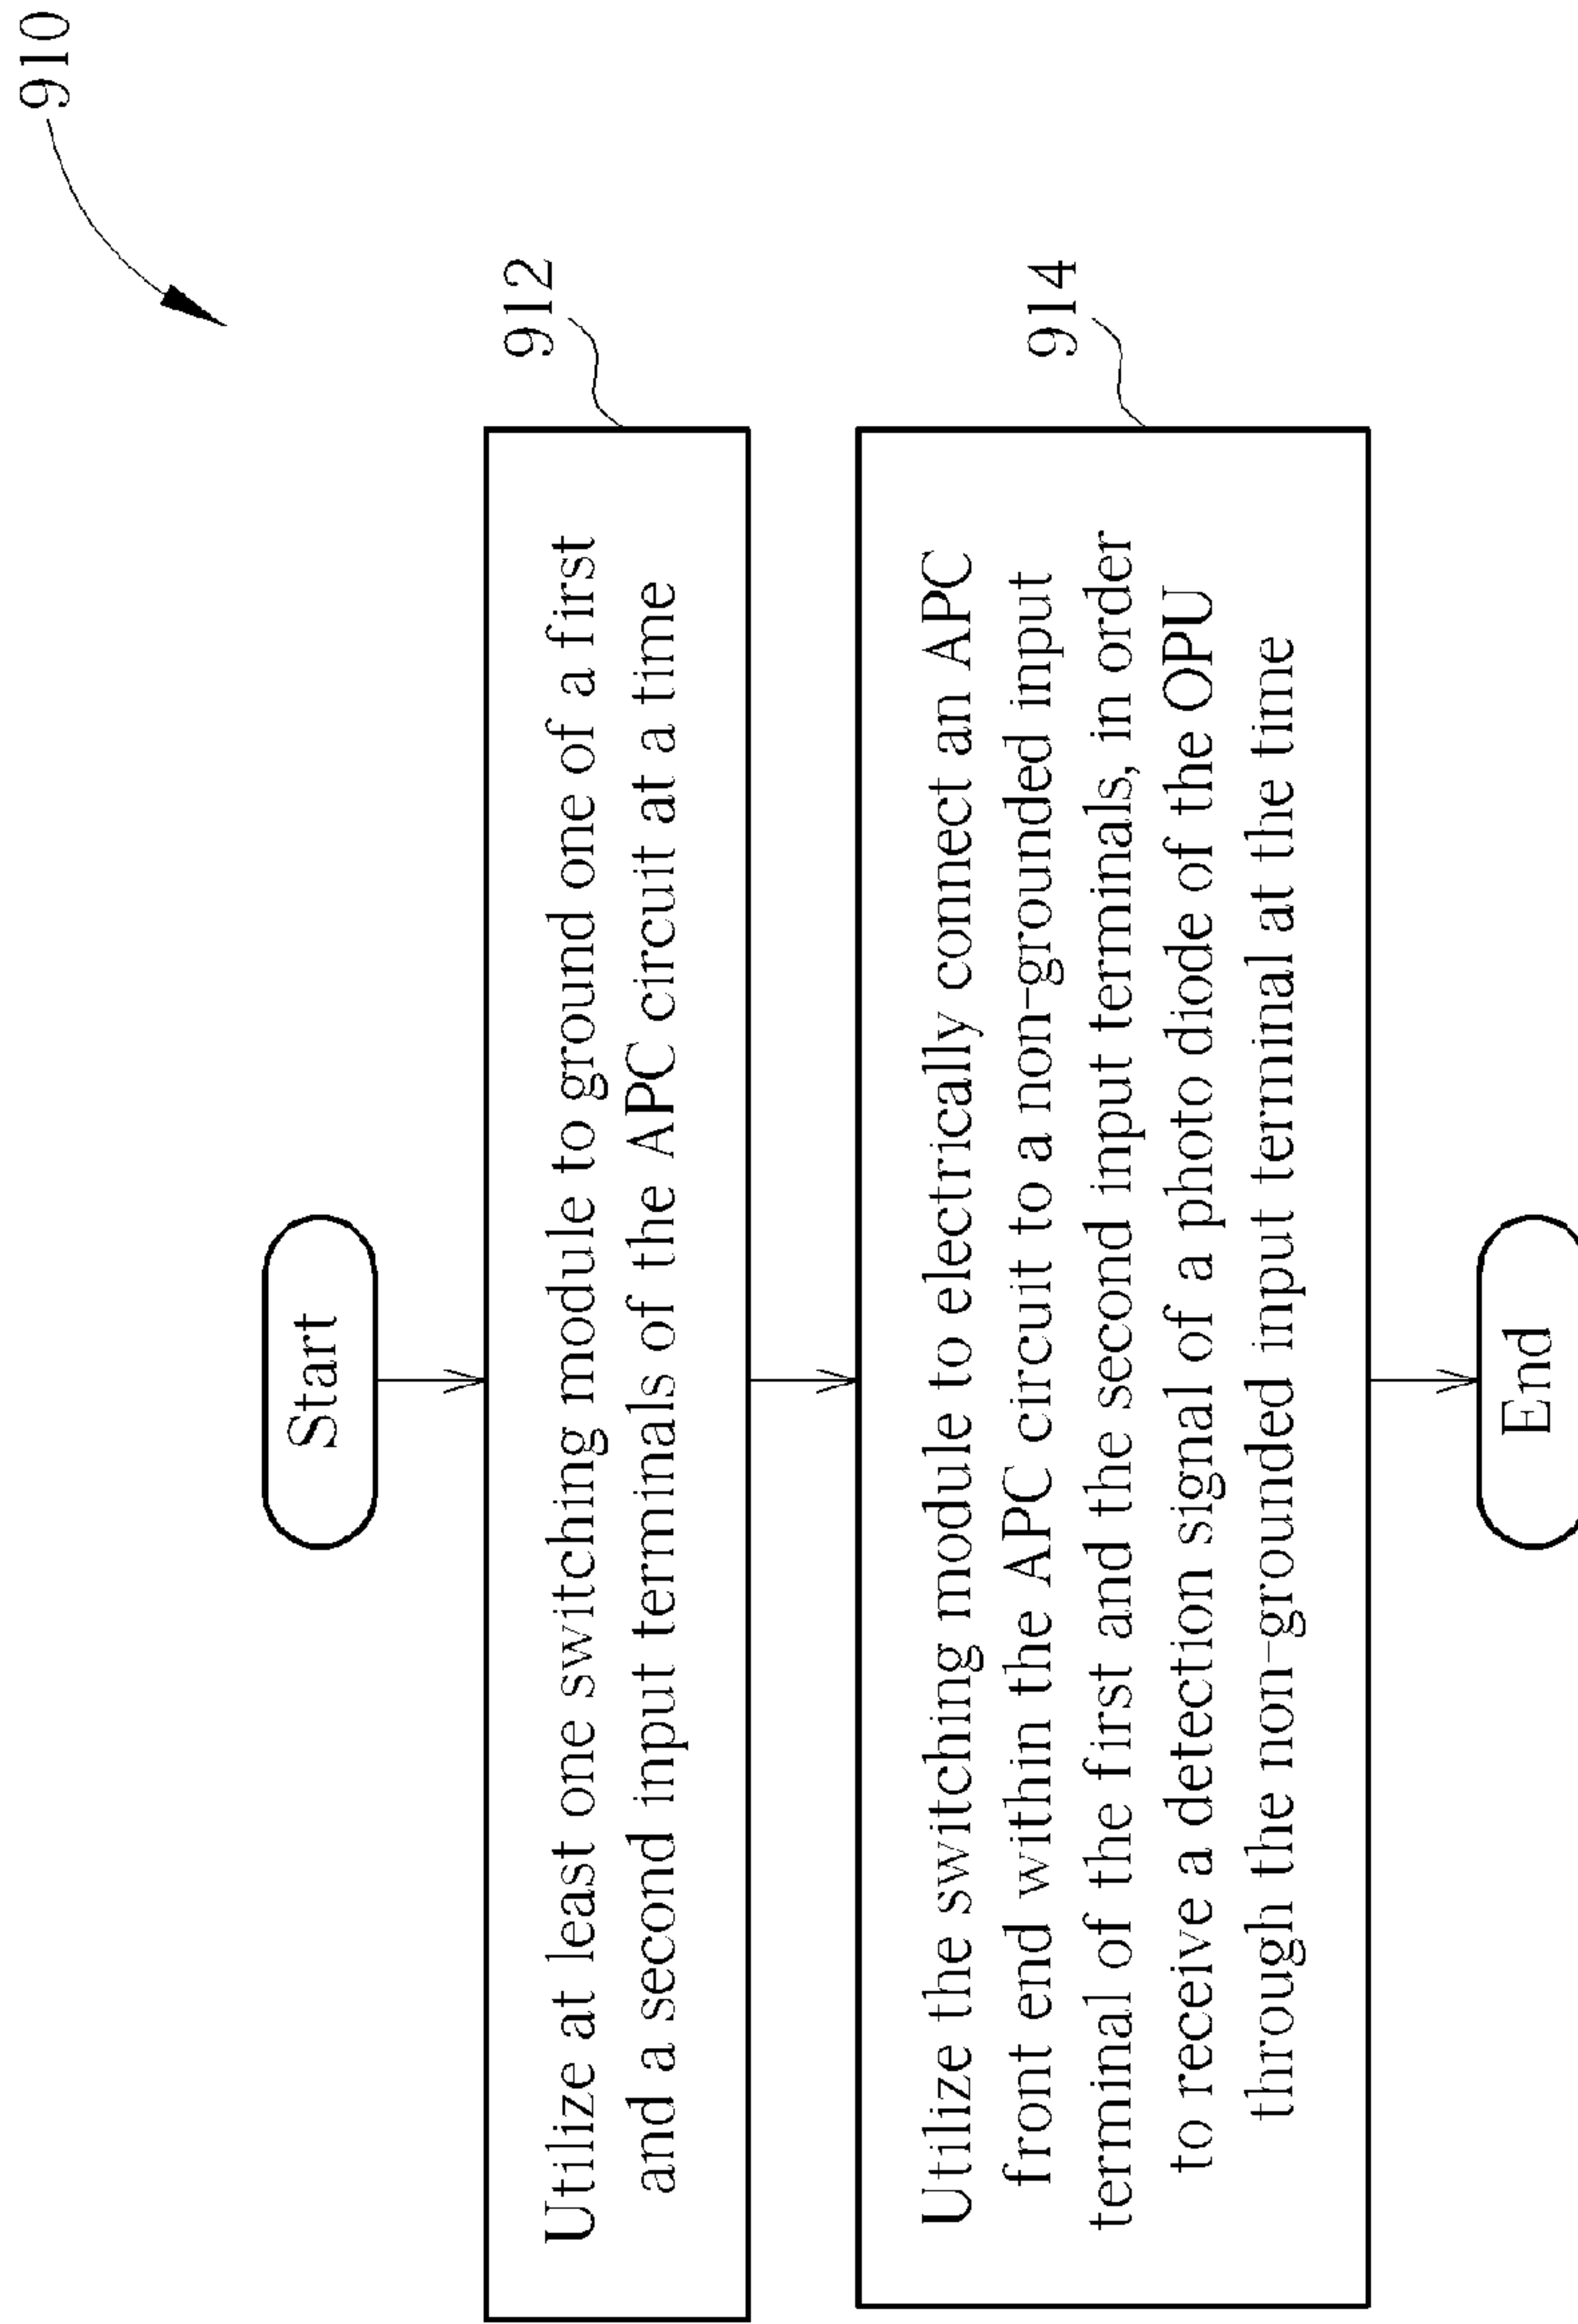 910
Start
912
Utilize at least one switching module to ground one of a first
and a second input terminals of the APC circuit at a time
914
Utilize the switching module to electrically connect an APC
front end within the APC circuit to a non-grounded input
terminal of the first and the second input terminals, in order
to receive a detection signal of a photo diode of the OPU
through the non-grounded input terminal at the time
End